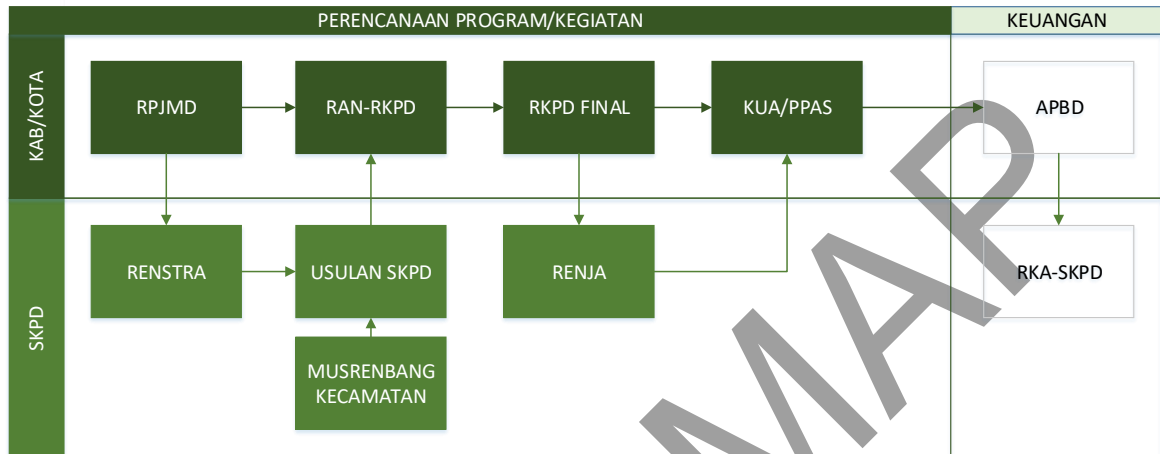 PERENCANAAN PROGRAM/KEGIATAN
KEUANGAN
KAB/KOTA
RPJMD
RAN-RKPD
RKPD FINAL
KUA/PPAS
APBD
SKPD
RENSTRA
USULAN SKPD
RENJA
RKA-SKPD
MUSRENBANG
KECAMATAN
MAP